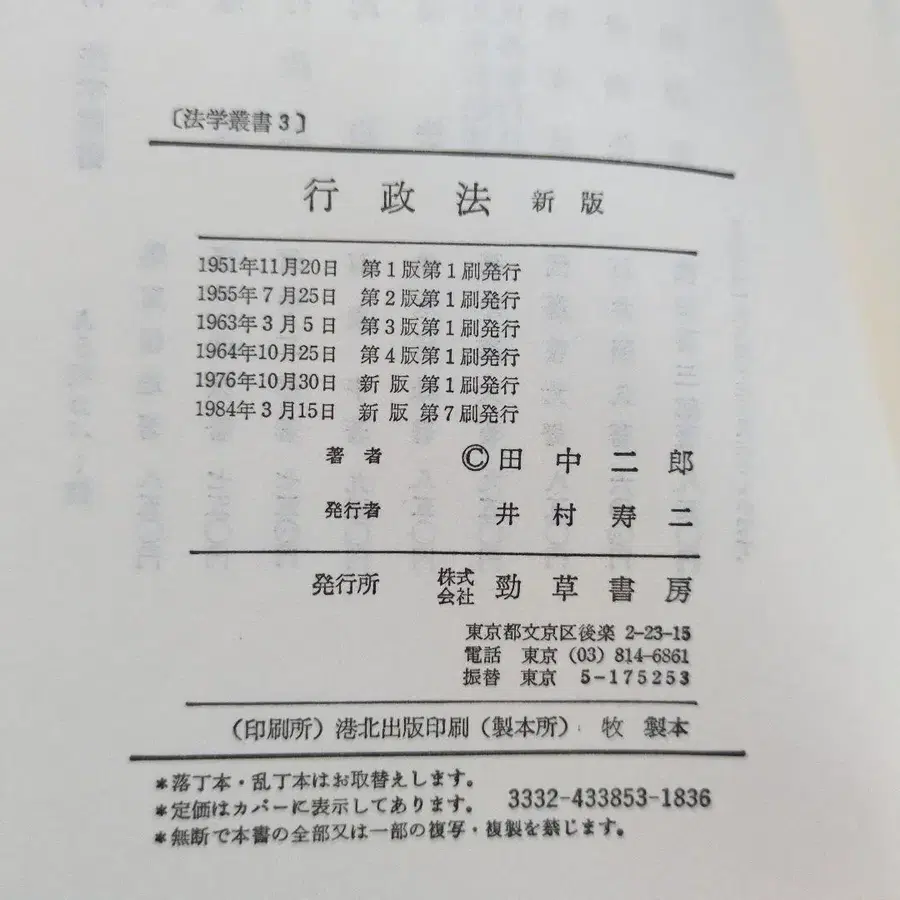 〔法学叢書3〕
行政法 新版
1951年11月20日 第1版第1刷発行
1955年7月25日 第2版第1刷発行
1963年3月5日 第3版第1刷発行
1964年10月25日 第4版第1刷発行
1976年10月30日 新版 第1刷発行
1984年3月15日 新版 第7刷発行
著者 ©田中二郎
発行者 井村寿二
発行所 株式会社 勁草書房
東京都文京区後楽 2-23-15
電話 東京 (03) 814-6861
振替 東京 5-175253
(印刷所) 港北出版印刷 (製本所) 牧 製本
*落丁本・乱丁本はお取替えします。
*定価はカバーに表示してあります。 3332-433853-1836
*無断で本書の全部又は一部の複写・複製を禁じます。